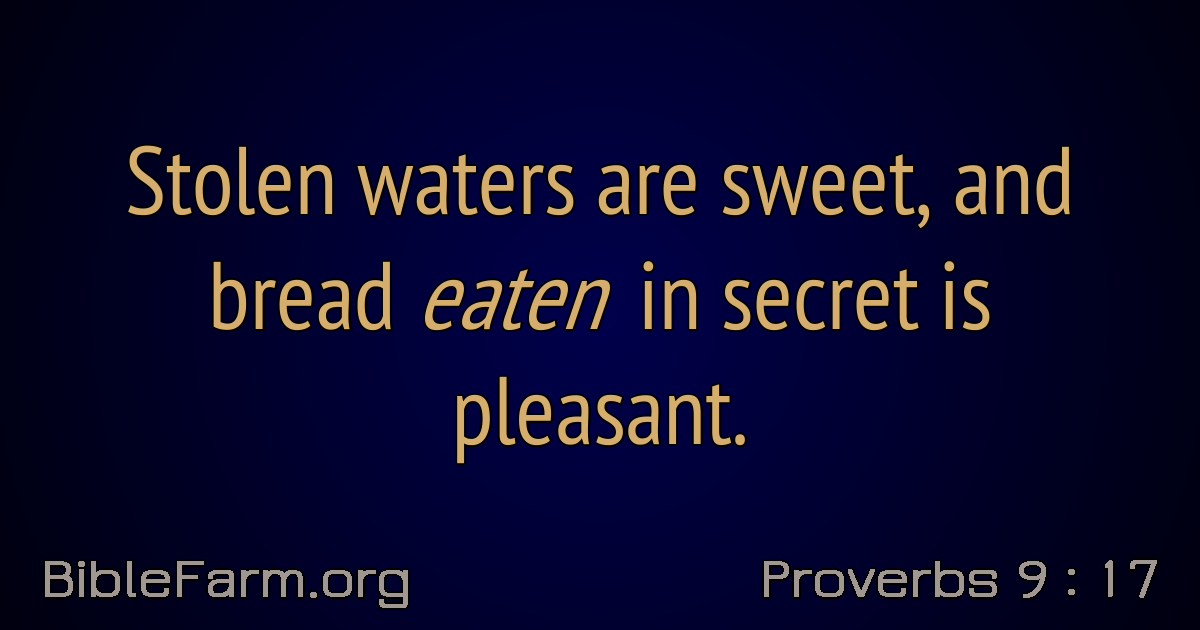 Stolen waters are sweet, and
bread eaten in secret is
pleasant.
BibleFarm.org
Proverbs 9 : 17